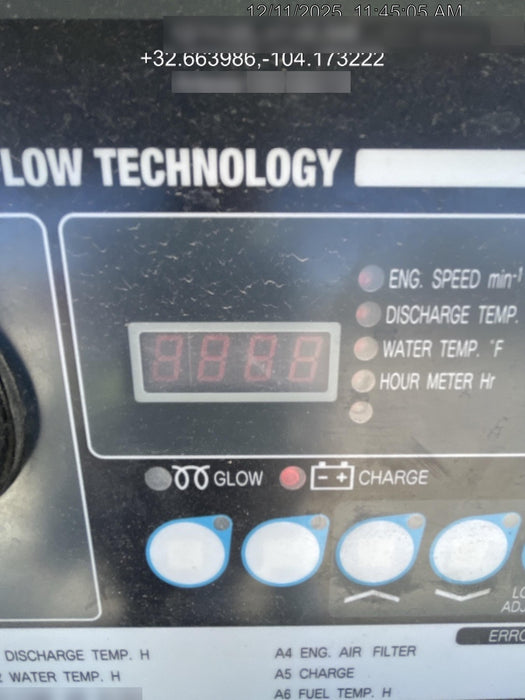 12/11/2025 11:45:05 AM
+32.663986,-104.173222
LOW TECHNOLOGY
ENG. SPEED min-1
DISCHARGE TEMP.
WATER TEMP. °F
HOUR METER Hr
GLOW
- +
CHARGE
DISCHARGE TEMP. H
WATER TEMP. H
A4 ENG. AIR FILTER
A5 CHARGE
A6 FUEL TEMP. H